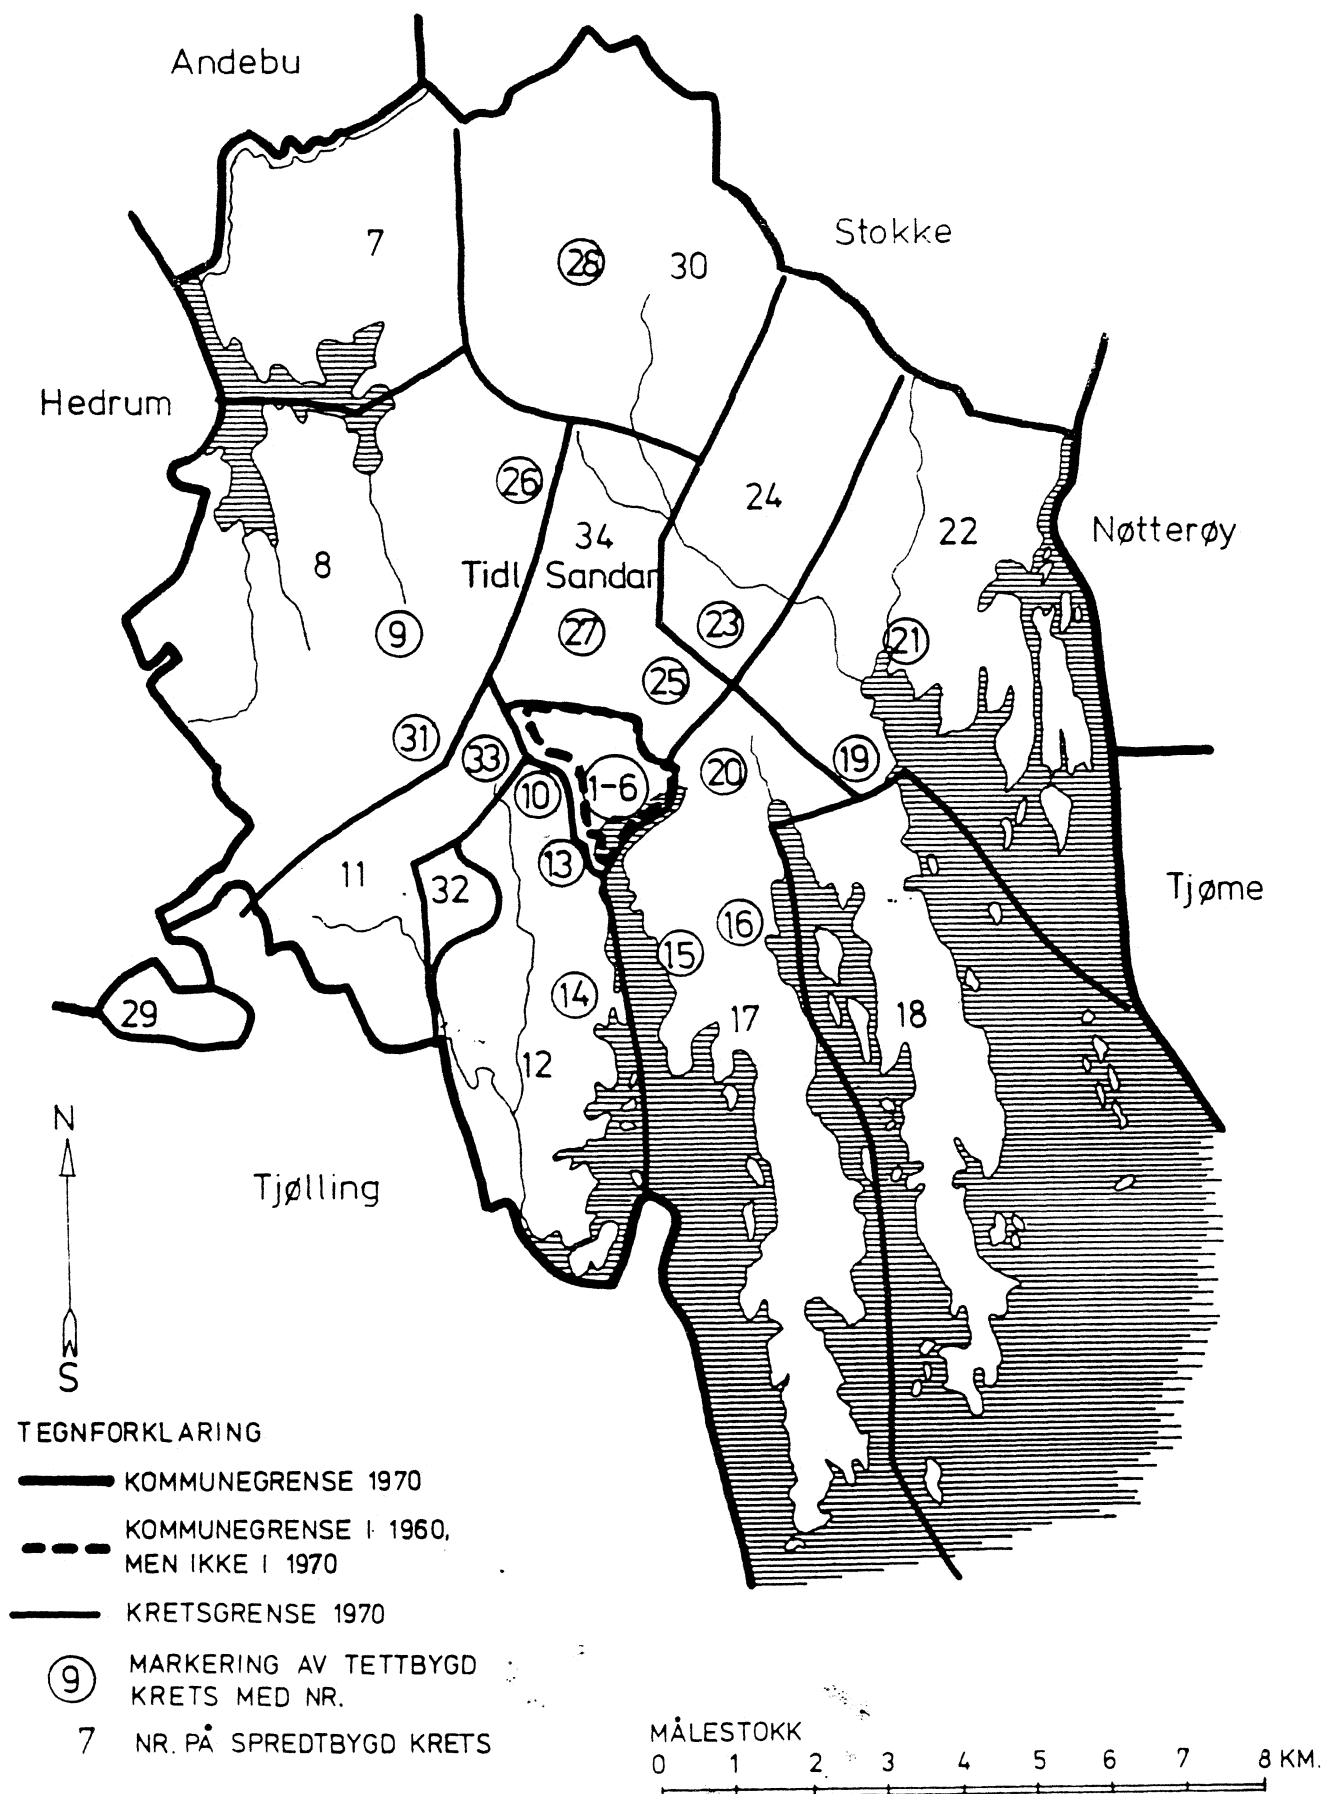 Andebu
Stokke
7
28
30
Hedrum
26
24
34
22
Nøtterøy
8
Tidl. Sandar
9
27
23
21
25
31
33
20
19
10
1-6
13
11
32
Tjøme
16
15
14
29
17
18
12
N
Tjølling
S
TEGNFORKLARING
KOMMUNEGRENSE 1970
KOMMUNEGRENSE I 1960,
MEN IKKE I 1970
KRETSGRENSE 1970
9 MARKERING AV TETTBYGD
KRETS MED NR.
7 NR. PÅ SPREDTBYGD KRETS
MÅLESTOKK
0 1 2 3 4 5 6 7 8 KM.